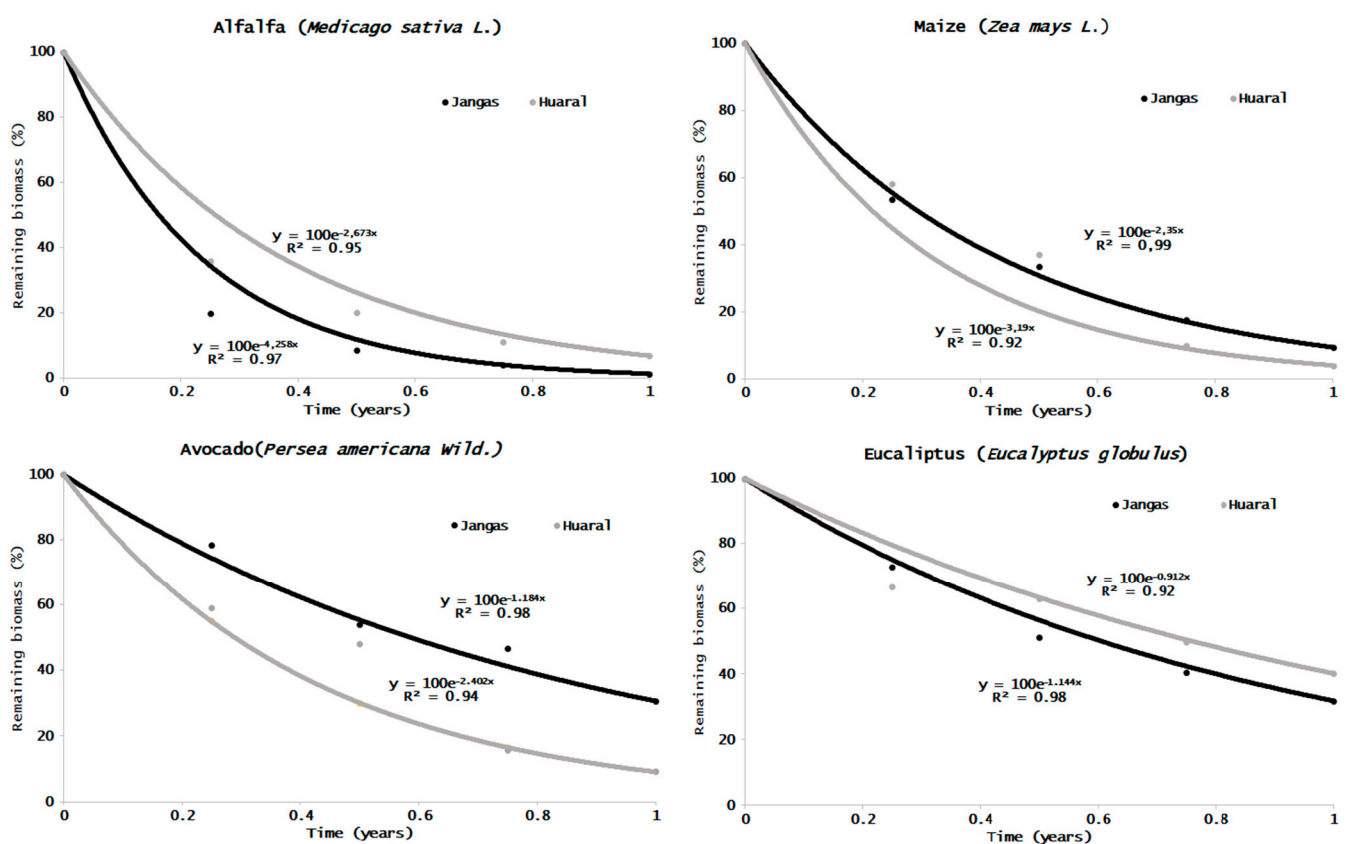 Alfalfa (Medicago sativa L.)
Remaining biomass (%)
100
80
60
40
20
0
Jangas
Huaral
y = 100e-2,673x
R² = 0.95
y = 100e-4,258x
R² = 0.97
0
0.2
0.4
0.6
0.8
1
Time (years)
Maize (Zea mays L.)
Remaining biomass (%)
100
80
60
40
20
0
Jangas
Huaral
y = 100e-2,35x
R² = 0,99
y = 100e-3,19x
R² = 0.92
0
0.2
0.4
0.6
0.8
1
Time (years)
Avocado(Persea americana Wild.)
Remaining biomass (%)
100
80
60
40
20
0
Jangas
Huaral
y = 100e-1.184x
R² = 0.98
y = 100e-2.402x
R² = 0.94
0
0.2
0.4
0.6
0.8
1
Time (years)
Eucaliptus (Eucalyptus globulus)
Remaining biomass (%)
100
80
60
40
20
0
Jangas
Huaral
y = 100e-0.912x
R² = 0.92
y = 100e-1.144x
R² = 0.98
0
0.2
0.4
0.6
0.8
1
Time (years)